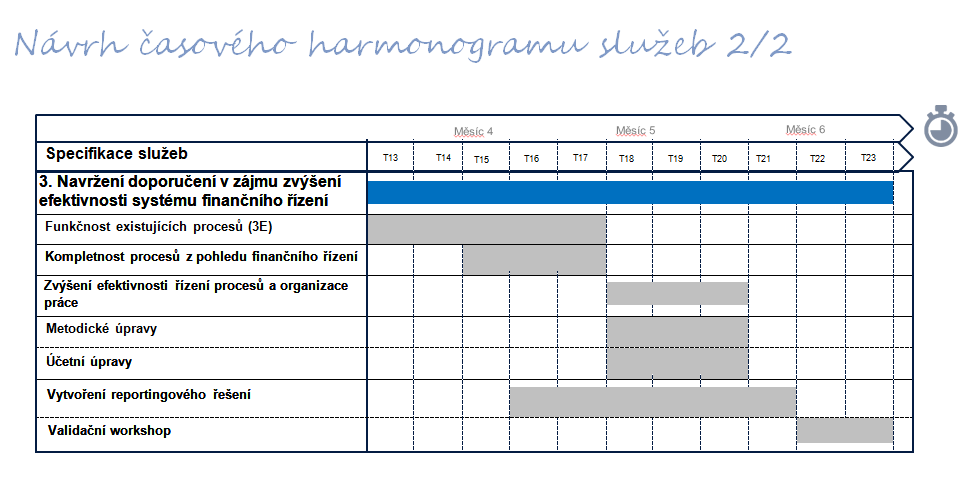 Návrh časového harmonogramu služeb 2/2
Měsíc 4 Měsíc 5 Měsíc 6
Specifikace služeb T13 T14 T15 T16 T17 T18 T19 T20 T21 T22 T23
3. Navržení doporučení v zájmu zvýšení
efektivnosti systému finančního řízení
Funkčnost existujících procesů (3E)
Kompletnost procesů z pohledu finančního řízení
Zvýšení efektivnosti řízení procesů a organizace
práce
Metodické úpravy
Účetní úpravy
Vytvoření reportingového řešení
Validační workshop